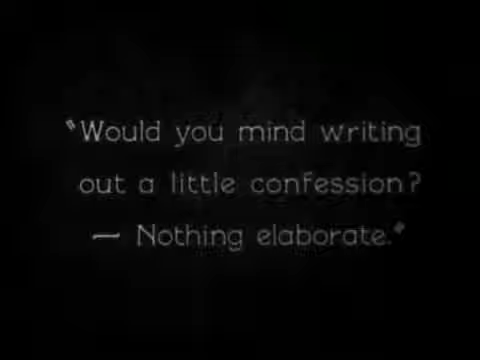 "Would you mind writing
out a little confession?
— Nothing elaborate."